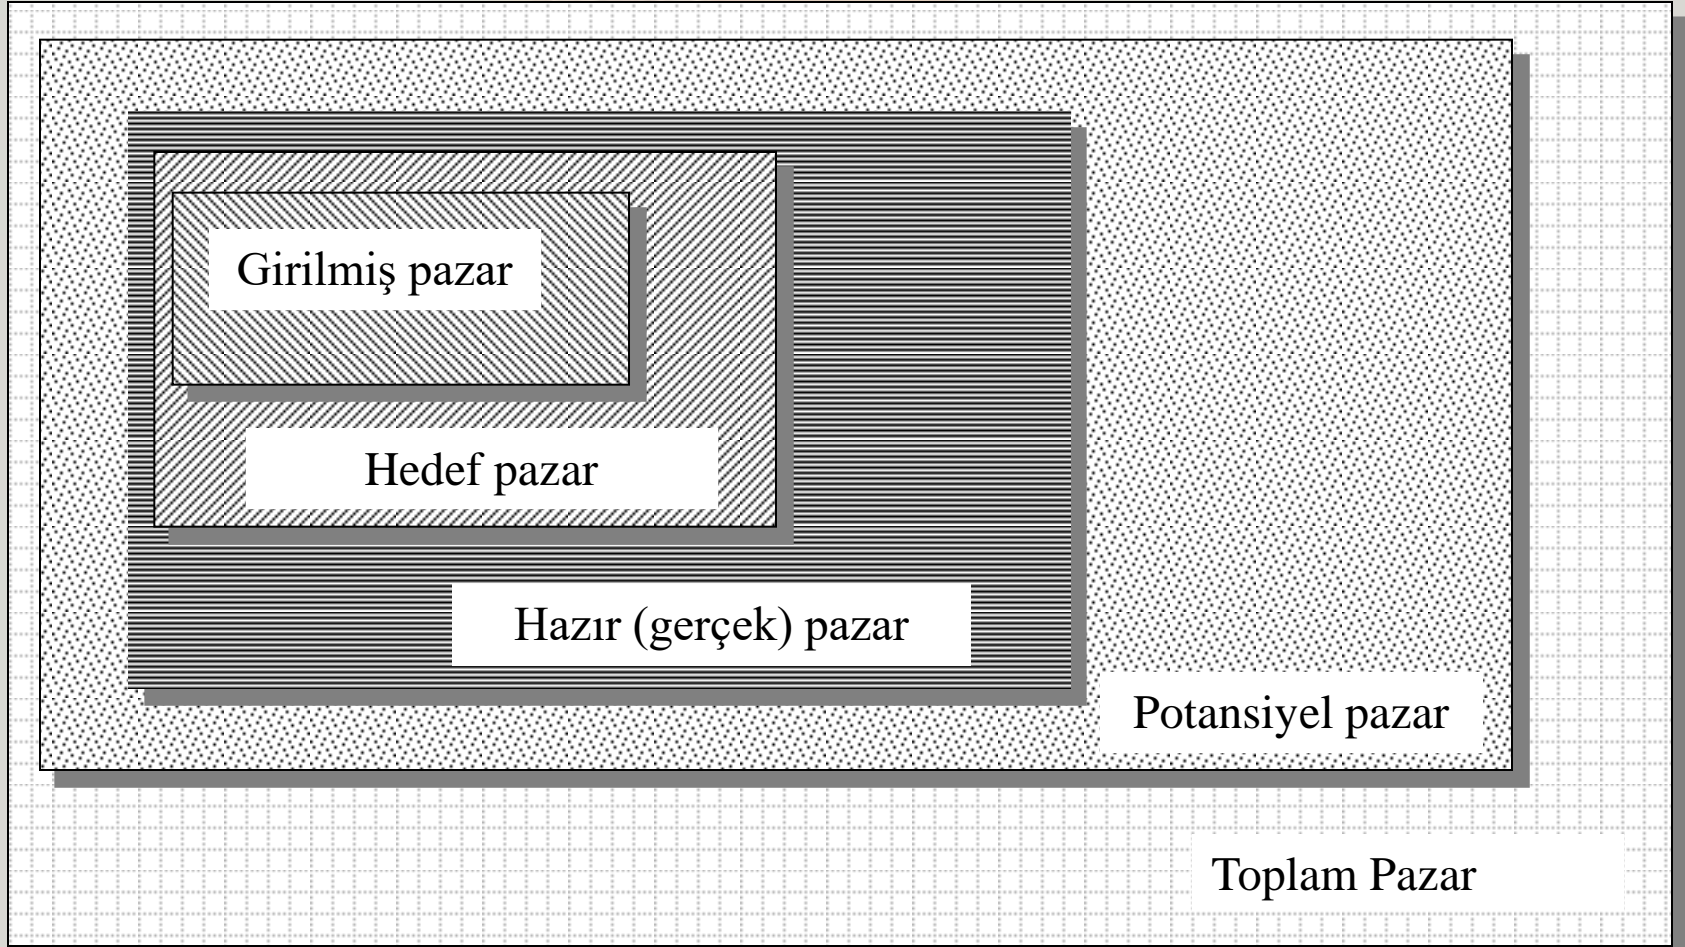 Girilmiş pazar
Hedef pazar
Hazır (gerçek) pazar
Potansiyel pazar
Toplam Pazar